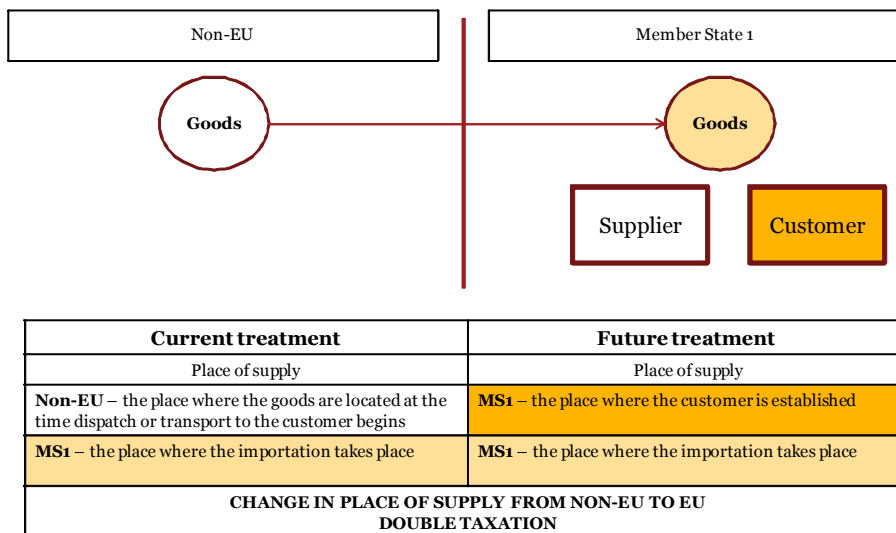 Non-EU
Member State 1
Goods
Goods
Supplier
Customer
Current treatment
Future treatment
Place of supply
Place of supply
Non-EU – the place where the goods are located at the
time dispatch or transport to the customer begins
MS1 – the place where the customer is established
MS1 – the place where the importation takes place
MS1 – the place where the importation takes place
CHANGE IN PLACE OF SUPPLY FROM NON-EU TO EU
DOUBLE TAXATION